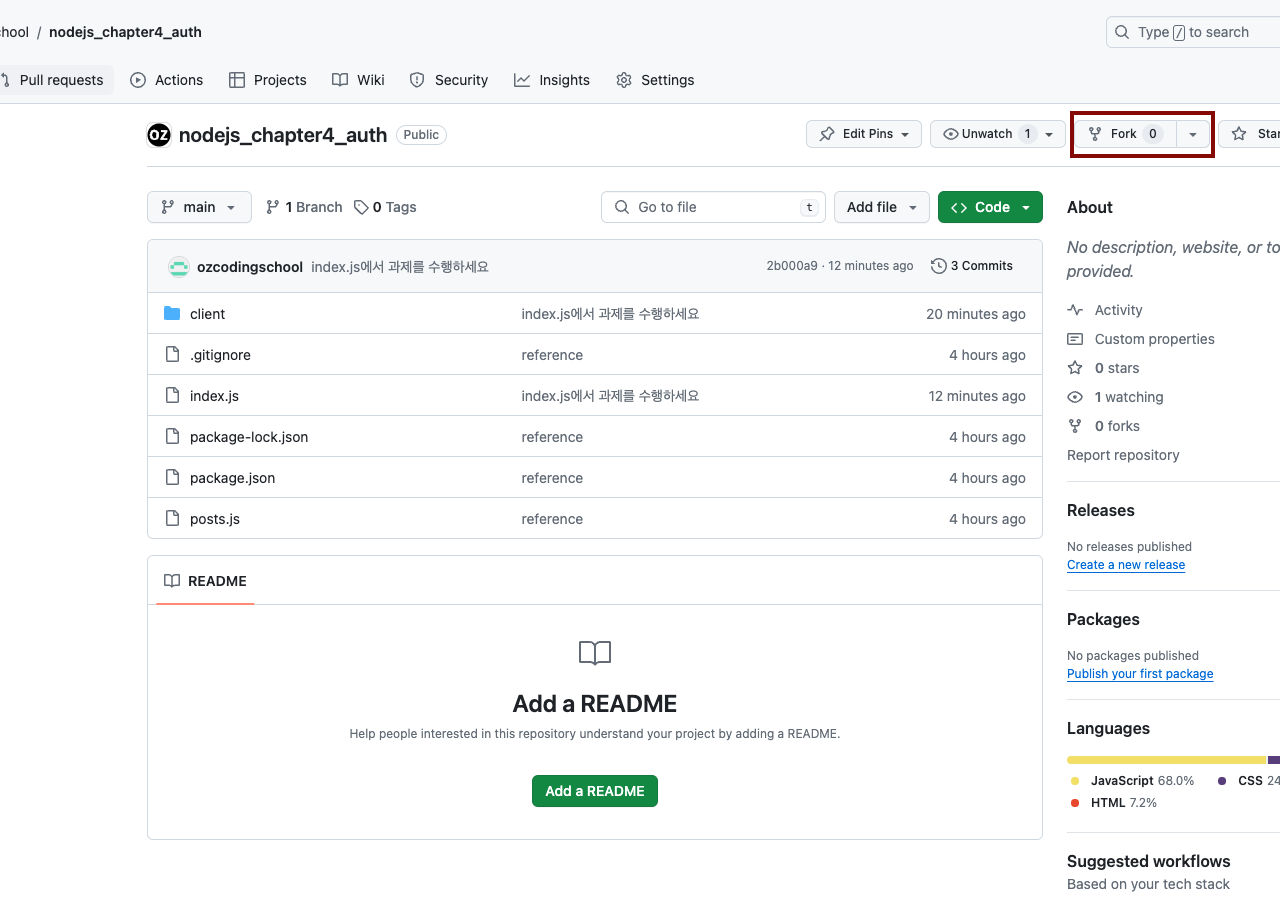 hool / nodejs_chapter4_auth
Type / to search
Pull requests Actions Projects Wiki Security Insights Settings
OZ nodejs_chapter4_auth Public
Edit Pins Unwatch 1 Fork 0 Star
main 1 Branch 0 Tags Go to file t Add file Code
ozcodingschool index.js에서 과제를 수행하세요 2b000a9 · 12 minutes ago 3 Commits
client index.js에서 과제를 수행하세요 20 minutes ago
.gitignore reference 4 hours ago
index.js index.js에서 과제를 수행하세요 12 minutes ago
package-lock.json reference 4 hours ago
package.json reference 4 hours ago
posts.js reference 4 hours ago
README
Add a README
Help people interested in this repository understand your project by adding a README.
Add a README
About
No description, website, or to
provided.
Activity
Custom properties
0 stars
1 watching
0 forks
Report repository
Releases
No releases published
Create a new release
Packages
No packages published
Publish your first package
Languages
JavaScript 68.0% CSS 24
HTML 7.2%
Suggested workflows
Based on your tech stack